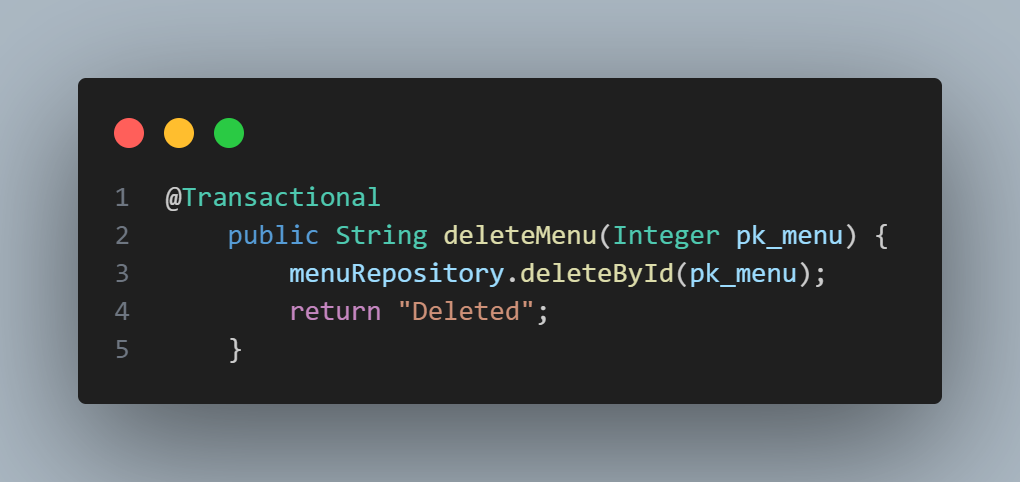 1 @Transactional
2     public String deleteMenu(Integer pk_menu) {
3         menuRepository.deleteById(pk_menu);
4         return "Deleted";
5     }